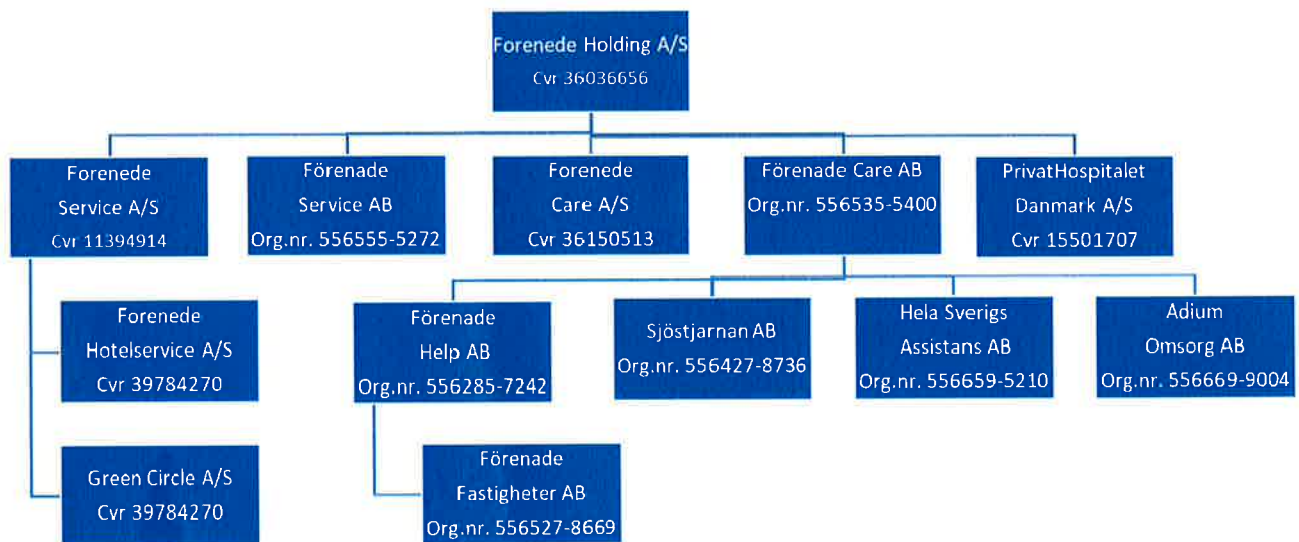 Forenede Holding A/S
Cvr 36036656
Forenede
Service A/S
Cvr 11394914
Förenade
Service AB
Org.nr. 556555-5272
Forenede
Care A/S
Cvr 36150513
Förenade Care AB
Org.nr. 556535-5400
PrivatHospitalet
Danmark A/S
Cvr 15501707
Forenede
Hotelservice A/S
Cvr 39784270
Förenade
Help AB
Org.nr. 556285-7242
Sjöstjarnan AB
Org.nr. 556427-8736
Hela Sverigs
Assistans AB
Org.nr. 556659-5210
Adium
Omsorg AB
Org.nr. 556669-9004
Green Circle A/S
Cvr 39784270
Förenade
Fastigheter AB
Org.nr. 556527-8669